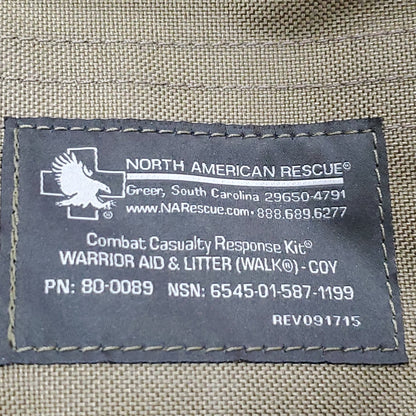 NORTH AMERICAN RESCUE®
Greer, South Carolina 29650-4791
www.NARescue.com · 888.689.6277
Combat Casualty Response Kit®
WARRIOR AID & LITTER (WALK®) - COY
PN: 80-0089 NSN: 6545-01-587-1199
REV091715